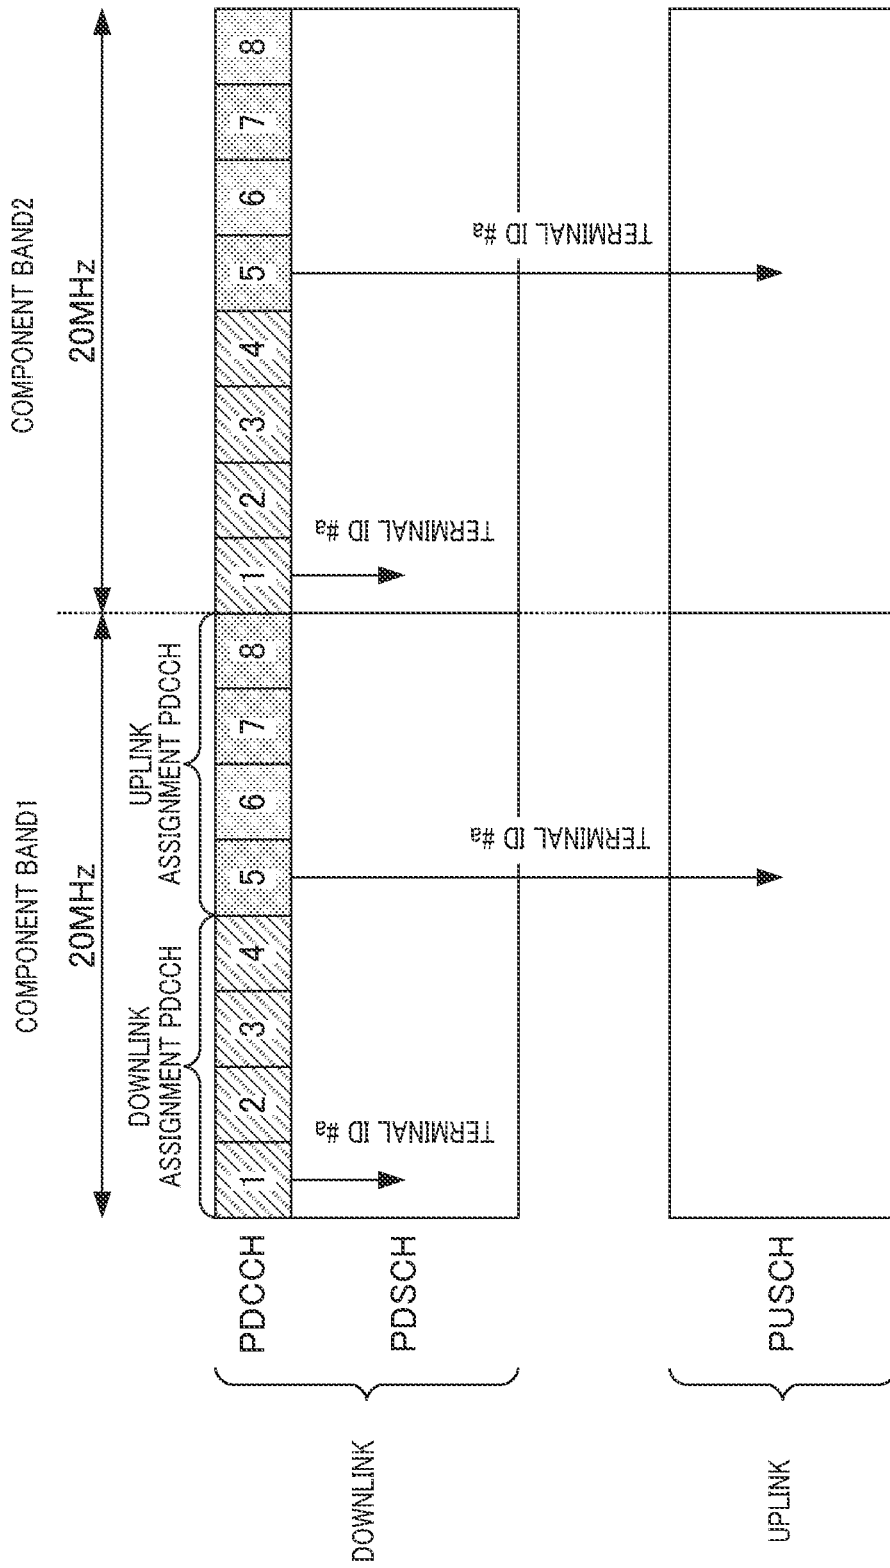 COMPONENT BAND1
COMPONENT BAND2
20MHz
20MHz
DOWNLINK
ASSIGNMENT PDCCH
UPLINK
ASSIGNMENT PDCCH
DOWNLINK
PDCCH
1 2 3 4 5 6 7 8 1 2 3 4 5 6 7 8
PDSCH
TERMINAL ID #a
TERMINAL ID #a
TERMINAL ID #a
TERMINAL ID #a
UPLINK
PUSCH